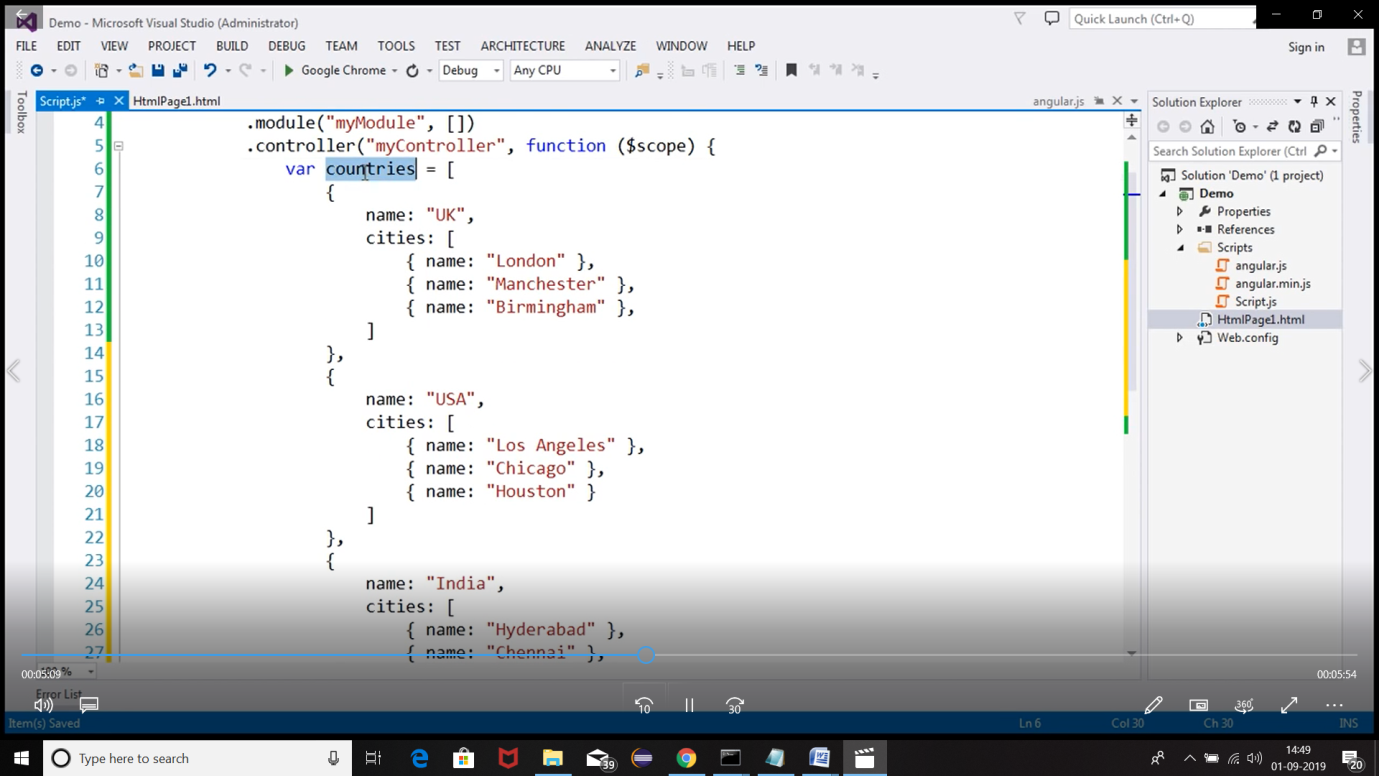 Demo - Microsoft Visual Studio (Administrator)
Quick Launch (Ctrl+Q)
FILE EDIT VIEW PROJECT BUILD DEBUG TEAM TOOLS TEST ARCHITECTURE ANALYZE WINDOW HELP
Sign in
Google Chrome Debug Any CPU
Toolbox
Script.js* HtmlPage1.html angular.js
4 .module("myModule", [])
5 .controller("myController", function ($scope) {
6 var countries = [
7 {
8 name: "UK",
9 cities: [
10 { name: "London" },
11 { name: "Manchester" },
12 { name: "Birmingham" },
13 ]
14 },
15 {
16 name: "USA",
17 cities: [
18 { name: "Los Angeles" },
19 { name: "Chicago" },
20 { name: "Houston" }
21 ]
22 },
23 {
24 name: "India",
25 cities: [
26 { name: "Hyderabad" },
27 { name: "Chennai" },
Solution Explorer
Search Solution Explorer (Ctrl
Solution 'Demo' (1 project)
Demo
Properties
References
Scripts
angular.js
angular.min.js
Script.js
HtmlPage1.html
Web.config
Properties
00:05:09
00:05:54
Error List
10
30
360°
Item(s) Saved
Ln 6 Col 30 Ch 30 INS
Type here to search
39
14:49
01-09-2019
20